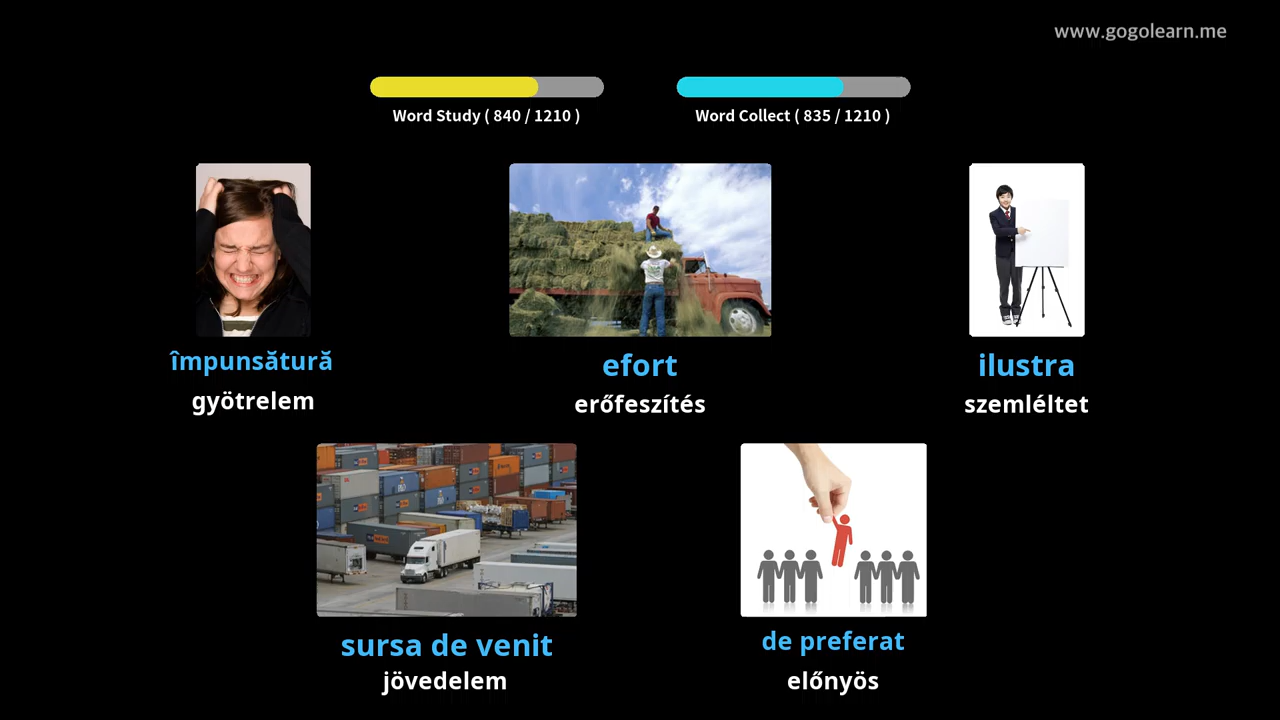 www.gogolearn.me
Word Study ( 840 / 1210 )
Word Collect ( 835 / 1210 )
împunsătură
gyötrelem
efort
erőfeszítés
ilustra
szemléltet
sursa de venit
jövedelem
de preferat
előnyös